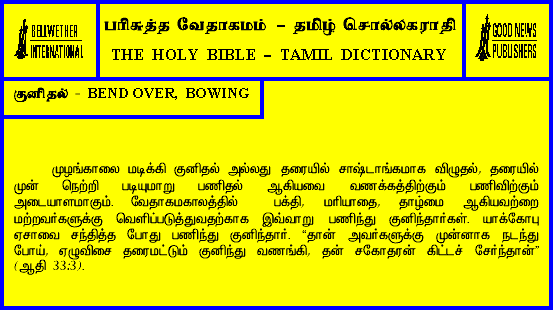 BELLWETHER
INTERNATIONAL
பரிசுத்த வேதாகமம் – தமிழ் சொல்லகராதி
THE HOLY BIBLE – TAMIL DICTIONARY
GOOD NEWS
PUBLISHERS
குனிதல் - BEND OVER, BOWING
முழங்காலை மடிக்கி குனிதல் அல்லது தரையில் சாஷ்டாங்கமாக விழுதல், தரையில்
முன் நெற்றி படியுமாறு பணிதல் ஆகியவை வணக்கத்திற்கும் பணிவிற்கும்
அடையாளமாகும். வேதாகமகாலத்தில் பக்தி, மரியாதை, தாழ்மை ஆகியவற்றை
மற்றவர்களுக்கு வெளிப்படுத்துவதற்காக இவ்வாறு பணிந்து குனிந்தார்கள். யாக்கோபு
ஏசாவை சந்தித்த போது பணிந்து குனிந்தார். “தான் அவர்களுக்கு முன்னாக நடந்து
போய், ஏழுவிசை தரைமட்டும் குனிந்து வணங்கி, தன் சகோதரன் கிட்டச் சேர்ந்தான்”
(ஆதி 33:3).